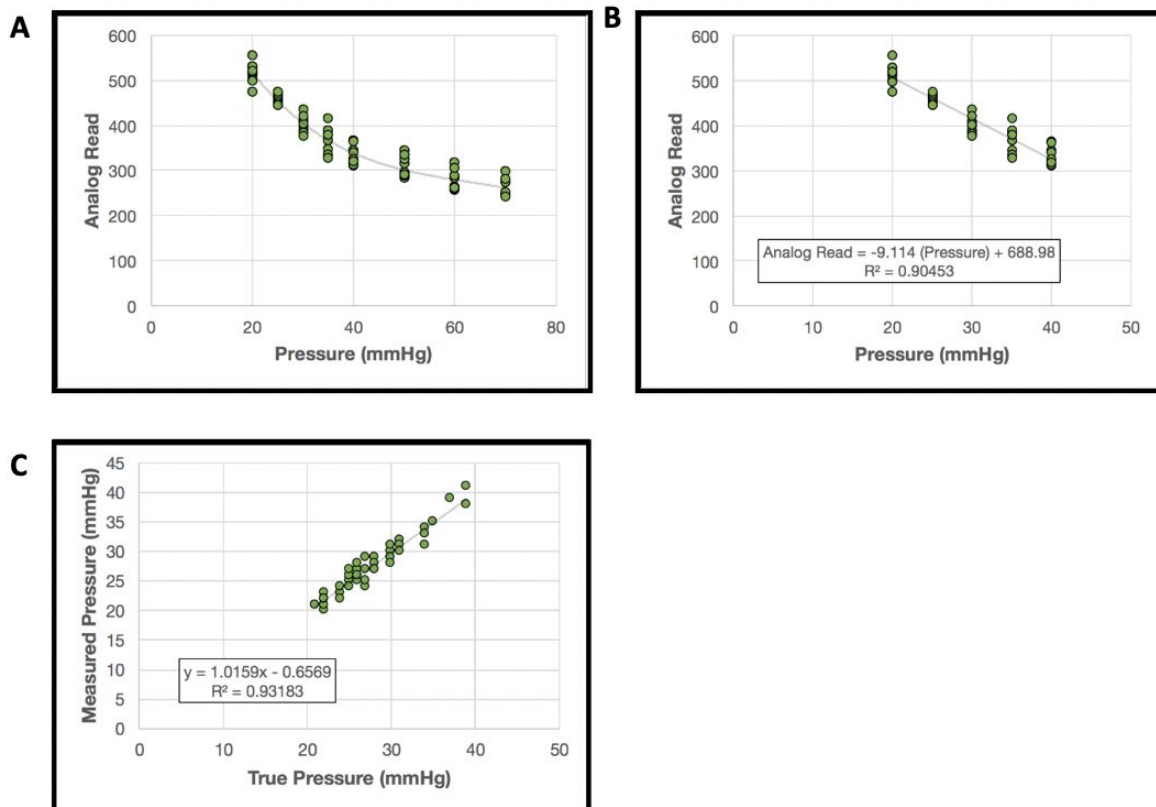 A
600
500
400
300
200
100
0
Analog Read
0 20 40 60 80
Pressure (mmHg)
B
600
500
400
300
200
100
0
Analog Read
Analog Read = -9.114 (Pressure) + 688.98
R² = 0.90453
0 10 20 30 40 50
Pressure (mmHg)
C
45
40
35
30
25
20
15
10
5
0
Measured Pressure (mmHg)
y = 1.0159x - 0.6569
R² = 0.93183
0 10 20 30 40 50
True Pressure (mmHg)